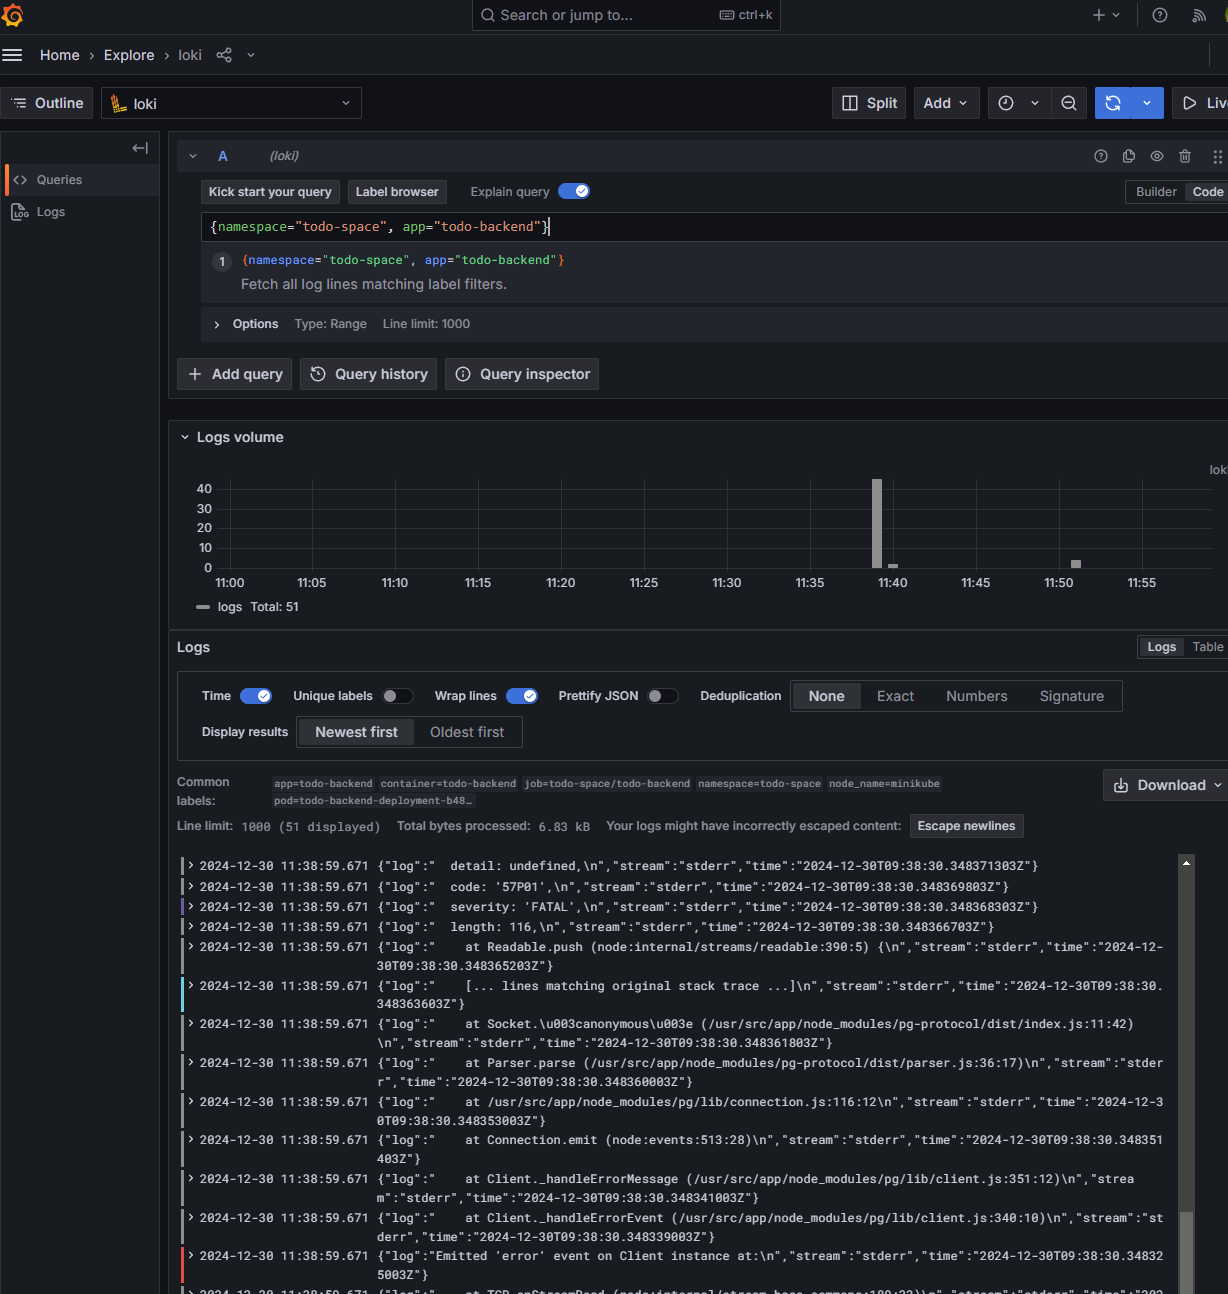 Search or jump to... ctrl+k
Home › Explore › loki
Outline loki Split Add Live
Queries
Logs
A (loki)
Kick start your query Label browser Explain query Builder Code
{namespace="todo-space", app="todo-backend"}
1 {namespace="todo-space", app="todo-backend"}
Fetch all log lines matching label filters.
Options Type: Range Line limit: 1000
+ Add query Query history Query inspector
Logs volume
loki
40
30
20
10
0
11:00 11:05 11:10 11:15 11:20 11:25 11:30 11:35 11:40 11:45 11:50 11:55
logs Total: 51
Logs Logs Table
Time Unique labels Wrap lines Prettify JSON Deduplication None Exact Numbers Signature
Display results Newest first Oldest first
Common labels: app=todo-backend container=todo-backend job=todo-space/todo-backend namespace=todo-space node_name=minikube
pod=todo-backend-deployment-b48…
Download
Line limit: 1000 (51 displayed) Total bytes processed: 6.83 kB Your logs might have incorrectly escaped content: Escape newlines
> 2024-12-30 11:38:59.671 {"log":"  detail: undefined,\n","stream":"stderr","time":"2024-12-30T09:38:30.348371303Z"}
> 2024-12-30 11:38:59.671 {"log":"  code: '57P01',\n","stream":"stderr","time":"2024-12-30T09:38:30.348369803Z"}
> 2024-12-30 11:38:59.671 {"log":"  severity: 'FATAL',\n","stream":"stderr","time":"2024-12-30T09:38:30.348368303Z"}
> 2024-12-30 11:38:59.671 {"log":"  length: 116,\n","stream":"stderr","time":"2024-12-30T09:38:30.348366703Z"}
> 2024-12-30 11:38:59.671 {"log":"    at Readable.push (node:internal/streams/readable:390:5) {\n","stream":"stderr","time":"2024-12-
30T09:38:30.348365203Z"}
> 2024-12-30 11:38:59.671 {"log":"    [... lines matching original stack trace ...]\n","stream":"stderr","time":"2024-12-30T09:38:30.
348363603Z"}
> 2024-12-30 11:38:59.671 {"log":"    at Socket.\u003canonymous\u003e (/usr/src/app/node_modules/pg-protocol/dist/index.js:11:42)
\n","stream":"stderr","time":"2024-12-30T09:38:30.348361803Z"}
> 2024-12-30 11:38:59.671 {"log":"    at Parser.parse (/usr/src/app/node_modules/pg-protocol/dist/parser.js:36:17)\n","stream":"stder
r","time":"2024-12-30T09:38:30.348360003Z"}
> 2024-12-30 11:38:59.671 {"log":"    at /usr/src/app/node_modules/pg/lib/connection.js:116:12\n","stream":"stderr","time":"2024-12-3
0T09:38:30.348353003Z"}
> 2024-12-30 11:38:59.671 {"log":"    at Connection.emit (node:events:513:28)\n","stream":"stderr","time":"2024-12-30T09:38:30.348351
403Z"}
> 2024-12-30 11:38:59.671 {"log":"    at Client._handleErrorMessage (/usr/src/app/node_modules/pg/lib/client.js:351:12)\n","strea
m":"stderr","time":"2024-12-30T09:38:30.348341003Z"}
> 2024-12-30 11:38:59.671 {"log":"    at Client._handleErrorEvent (/usr/src/app/node_modules/pg/lib/client.js:340:10)\n","stream":"st
derr","time":"2024-12-30T09:38:30.348339003Z"}
> 2024-12-30 11:38:59.671 {"log":"Emitted 'error' event on Client instance at:\n","stream":"stderr","time":"2024-12-30T09:38:30.34832
5003Z"}